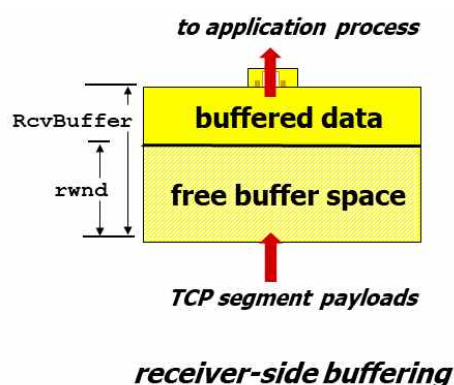 to application process
RcvBuffer
buffered data
rwnd
free buffer space
TCP segment payloads
receiver-side buffering